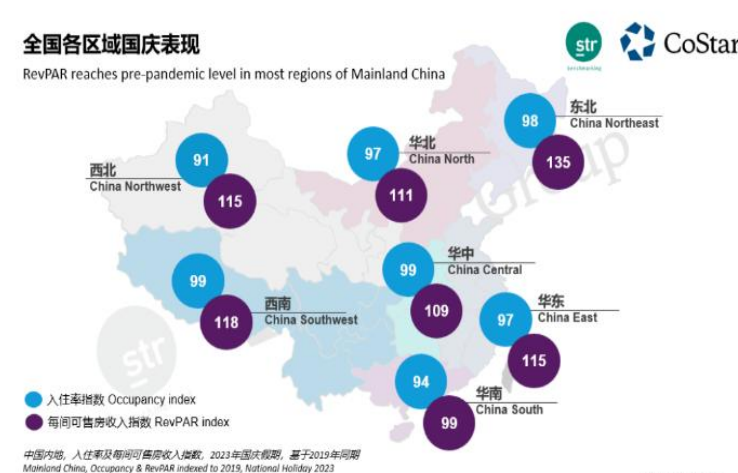 全国各区域国庆表现
RevPAR reaches pre-pandemic level in most regions of Mainland China
str
benchmarking
CoStar
东北
China Northeast
98
135
华北
China North
97
111
西北
China Northwest
91
115
华中
China Central
99
109
西南
China Southwest
99
118
华东
China East
97
115
华南
China South
94
99
Group
str
入住率指数 Occupancy index
每间可售房收入指数 RevPAR index
中国内地，入住率及每间可售房收入指数，2023年国庆假期，基于2019年同期
Mainland China, Occupancy & RevPAR indexed to 2019, National Holiday 2023